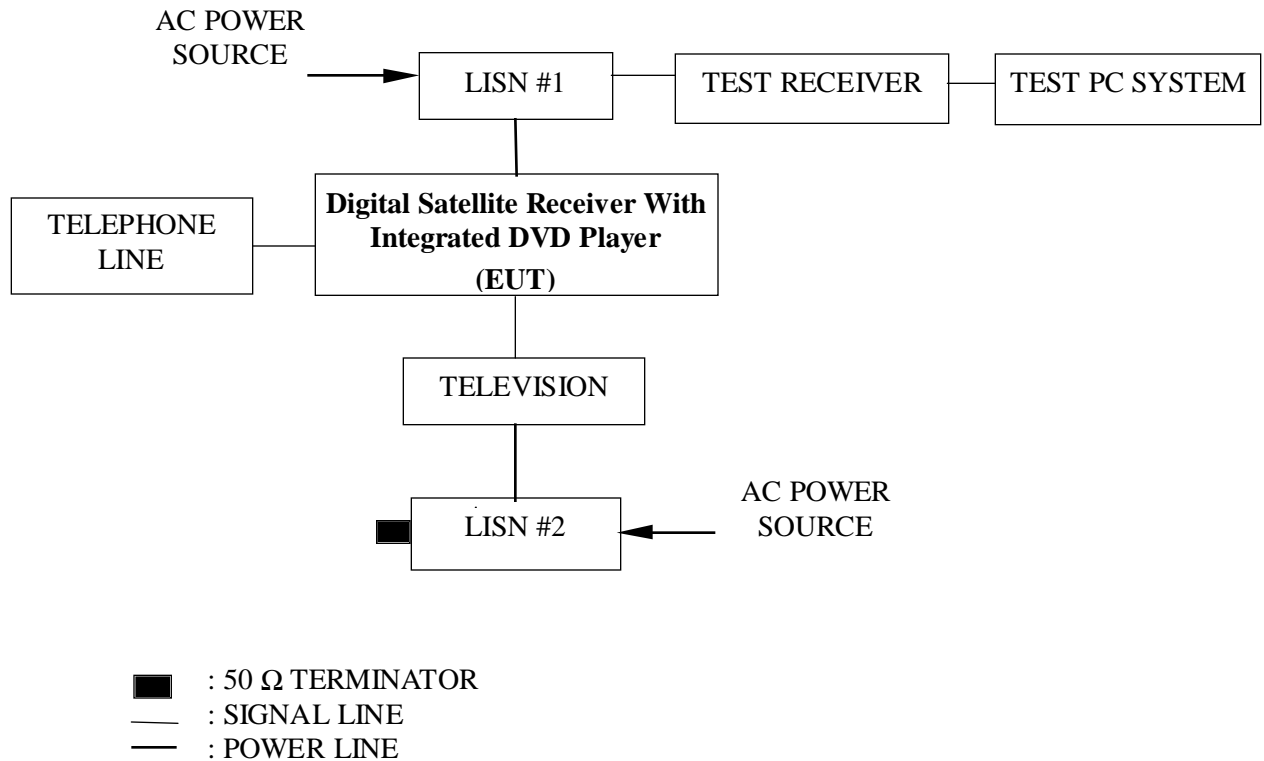 AC POWER
SOURCE
LISN #1
TEST RECEIVER
TEST PC SYSTEM
Digital Satellite Receiver With
Integrated DVD Player
(EUT)
TELEPHONE
LINE
TELEVISION
LISN #2
AC POWER
SOURCE
: 50 Ω TERMINATOR
: SIGNAL LINE
: POWER LINE